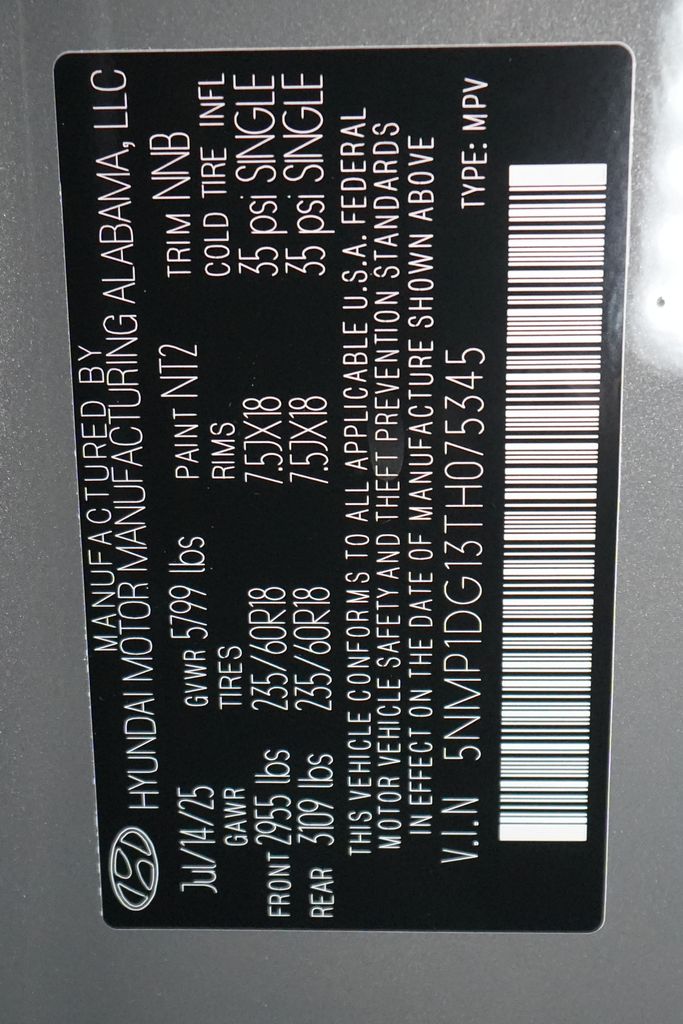 MANUFACTURED BY
HYUNDAI MOTOR MANUFACTURING ALABAMA, LLC
Jul/14/25 GVWR 5799 lbs PAINT NT2 TRIM NNB
GAWR TIRES RIMS COLD TIRE INFL
FRONT 2955 lbs 235/60R18 7.5JX18 35 psi SINGLE
REAR 3109 lbs 235/60R18 7.5JX18 35 psi SINGLE
THIS VEHICLE CONFORMS TO ALL APPLICABLE U.S.A. FEDERAL
MOTOR VEHICLE SAFETY AND THEFT PREVENTION STANDARDS
IN EFFECT ON THE DATE OF MANUFACTURE SHOWN ABOVE
V.I.N 5NMP1DG13TH075345 TYPE: MPV